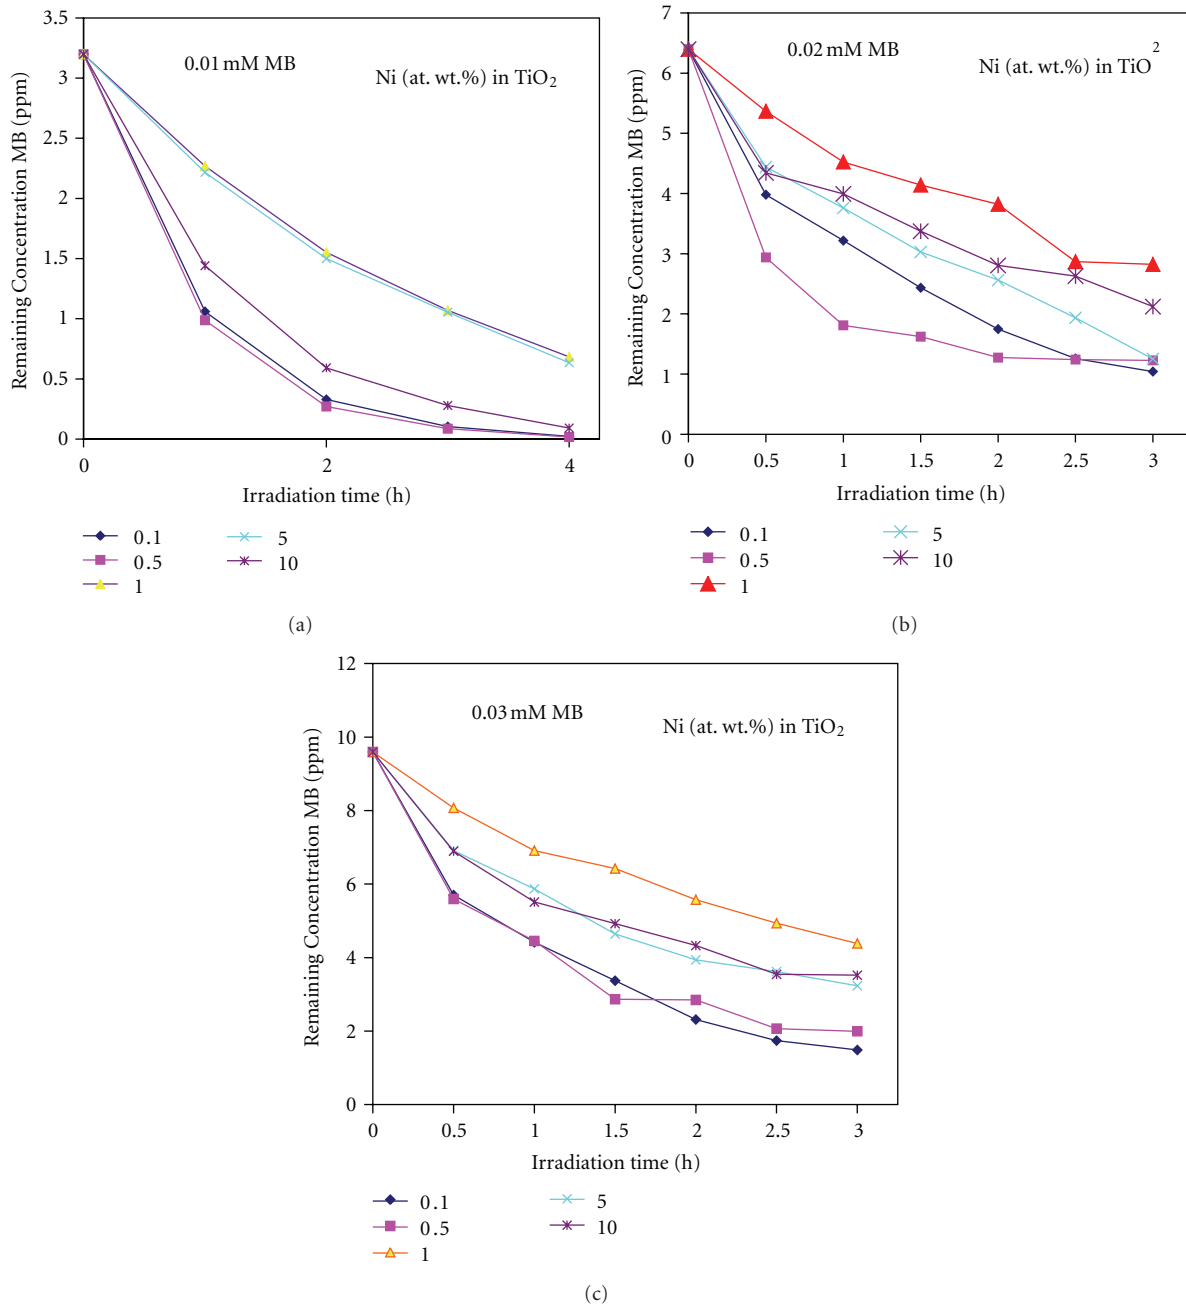 3.5
3
2.5
2
1.5
1
0.5
0
Remaining Concentration MB (ppm)
0.01 mM MB
Ni (at. wt.%) in TiO₂
0 2 4
Irradiation time (h)
0.1
0.5
1
5
10
(a)
7
6
5
4
3
2
1
0
Remaining Concentration MB (ppm)
0.02 mM MB
Ni (at. wt.%) in TiO²
0 0.5 1 1.5 2 2.5 3
Irradiation time (h)
0.1
0.5
1
5
10
(b)
12
10
8
6
4
2
0
Remaining Concentration MB (ppm)
0.03 mM MB
Ni (at. wt.%) in TiO₂
0 0.5 1 1.5 2 2.5 3
Irradiation time (h)
0.1
0.5
1
5
10
(c)